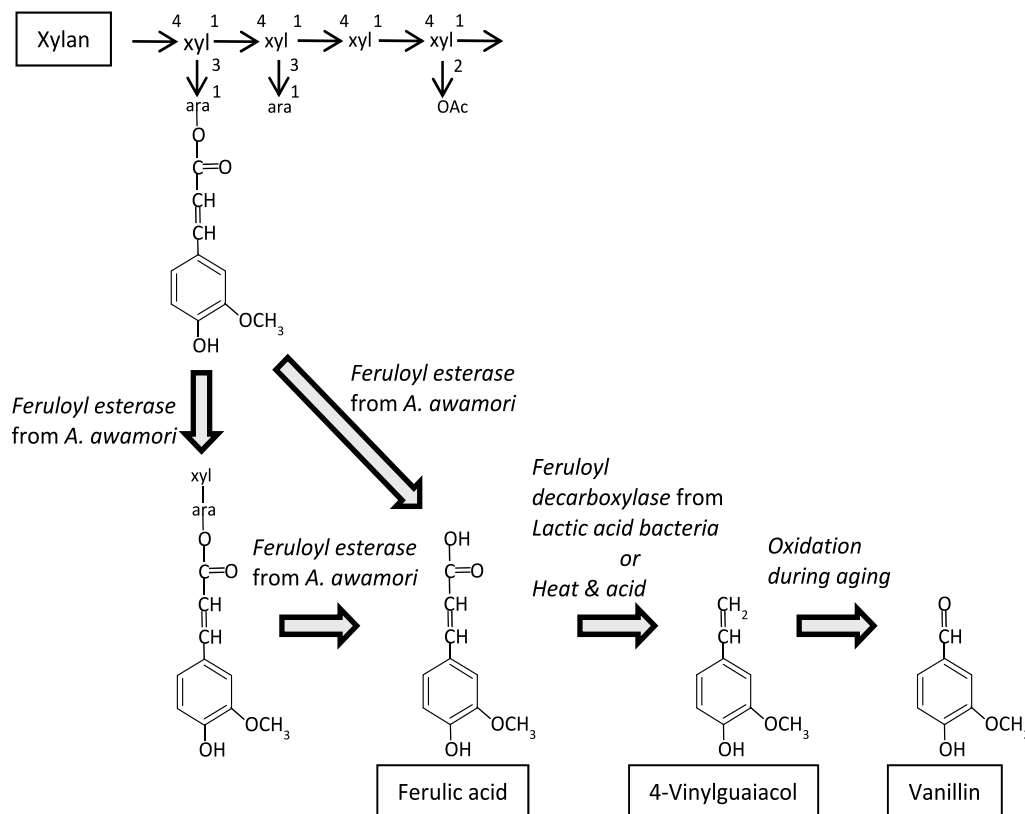 Xylan
4 1 4 1 4 1 4 1
xyl xyl xyl xyl
3 3 2
1 1
ara ara OAc
O
C=O
CH
CH
OCH3
OH
Feruloyl esterase
from A. awamori
Feruloyl esterase
from A. awamori
xyl
ara
O
C=O
CH
CH
OCH3
OH
Feruloyl esterase
from A. awamori
OH
C=O
CH
CH
OCH3
OH
Ferulic acid
Feruloyl
decarboxylase from
Lactic acid bacteria
or
Heat & acid
CH2
CH
OCH3
OH
4-Vinylguaiacol
Oxidation
during aging
O
CH
OCH3
OH
Vanillin